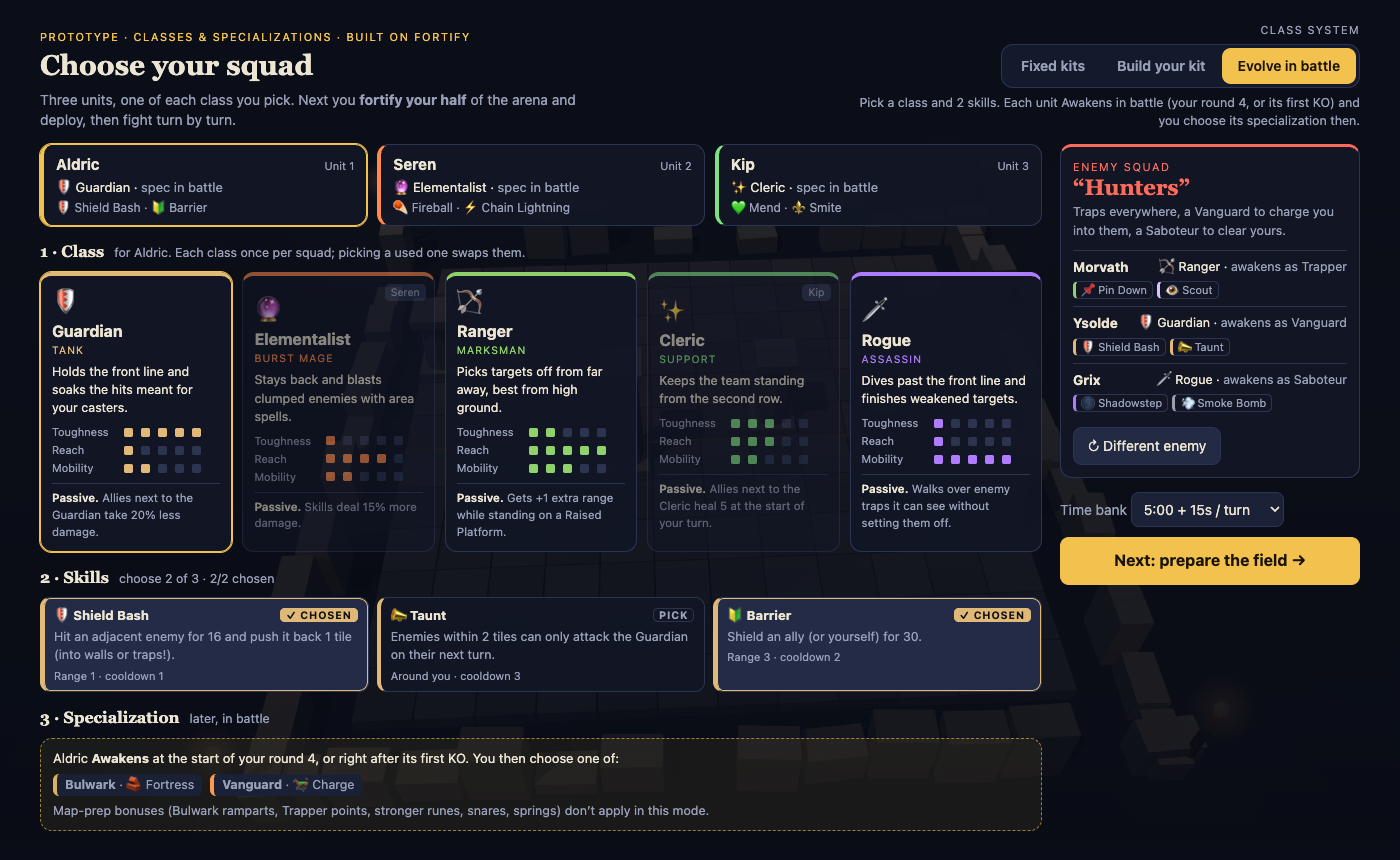 PROTOTYPE · CLASSES & SPECIALIZATIONS · BUILT ON FORTIFY
Choose your squad
Three units, one of each class you pick. Next you fortify your half of the arena and
deploy, then fight turn by turn.
CLASS SYSTEM
Fixed kits
Build your kit
Evolve in battle
Pick a class and 2 skills. Each unit Awakens in battle (your round 4, or its first KO) and
you choose its specialization then.
Aldric
Unit 1
Guardian · spec in battle
Shield Bash · Barrier
Seren
Unit 2
Elementalist · spec in battle
Fireball · Chain Lightning
Kip
Unit 3
Cleric · spec in battle
Mend · Smite
1 · Class
for Aldric. Each class once per squad; picking a used one swaps them.
Guardian
TANK
Holds the front line and
soaks the hits meant for
your casters.
Toughness
Reach
Mobility
Passive. Allies next to the
Guardian take 20% less
damage.
Seren
Elementalist
BURST MAGE
Stays back and blasts
clumped enemies with area
spells.
Toughness
Reach
Mobility
Passive. Skills deal 15% more
damage.
Ranger
MARKSMAN
Picks targets off from far
away, best from high
ground.
Toughness
Reach
Mobility
Passive. Gets +1 extra range
while standing on a Raised
Platform.
Kip
Cleric
SUPPORT
Keeps the team standing
from the second row.
Toughness
Reach
Mobility
Passive. Allies next to the
Cleric heal 5 at the start of
your turn.
Rogue
ASSASSIN
Dives past the front line and
finishes weakened targets.
Toughness
Reach
Mobility
Passive. Walks over enemy
traps it can see without
setting them off.
2 · Skills
choose 2 of 3 · 2/2 chosen
Shield Bash
✓ CHOSEN
Hit an adjacent enemy for 16 and push it back 1 tile
(into walls or traps!).
Range 1 · cooldown 1
Taunt
PICK
Enemies within 2 tiles can only attack the Guardian
on their next turn.
Around you · cooldown 3
Barrier
✓ CHOSEN
Shield an ally (or yourself) for 30.
Range 3 · cooldown 2
3 · Specialization
later, in battle
Aldric Awakens at the start of your round 4, or right after its first KO. You then choose one of:
Bulwark · Fortress
Vanguard · Charge
Map-prep bonuses (Bulwark ramparts, Trapper points, stronger runes, snares, springs) don’t apply in this mode.
ENEMY SQUAD
“Hunters”
Traps everywhere, a Vanguard to charge you
into them, a Saboteur to clear yours.
Morvath
Ranger · awakens as Trapper
Pin Down
Scout
Ysolde
Guardian · awakens as Vanguard
Shield Bash
Taunt
Grix
Rogue · awakens as Saboteur
Shadowstep
Smoke Bomb
↻ Different enemy
Time bank
5:00 + 15s / turn
Next: prepare the field →